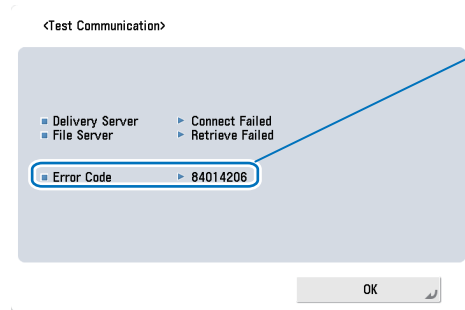 <Test Communication>
Delivery Server ▶ Connect Failed
File Server ▶ Retrieve Failed
Error Code ▶ 84014206
OK